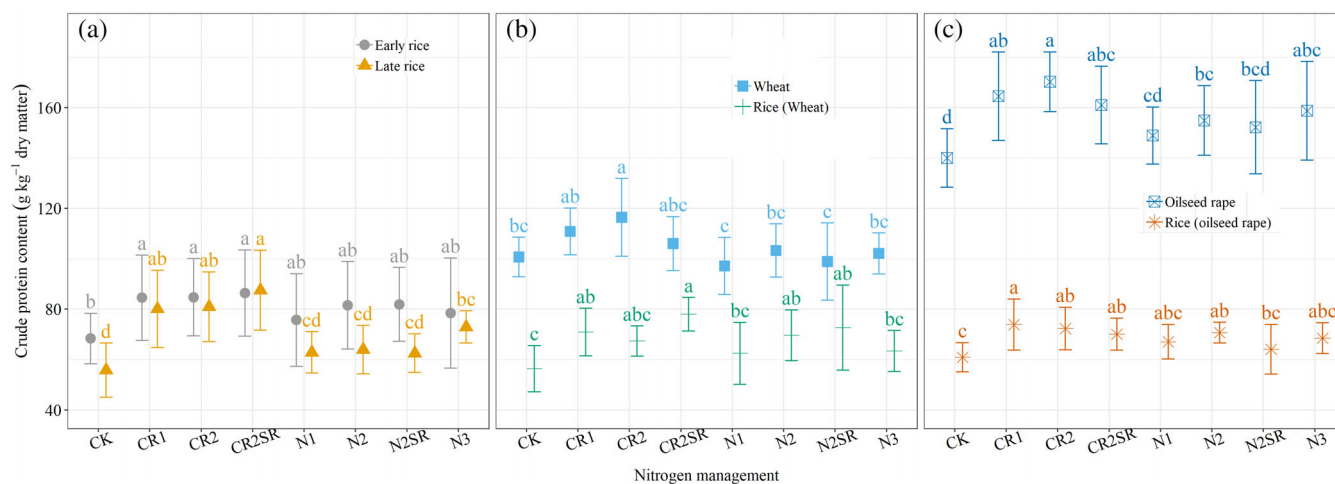 (a)
Early rice
Late rice
(b)
Wheat
Rice (Wheat)
(c)
Oilseed rape
Rice (oilseed rape)
Crude protein content (g kg⁻¹ dry matter)
160
120
80
40
b a a a ab ab ab ab
d ab ab a cd cd cd bc
bc ab a abc c bc c bc
c ab abc a bc ab ab bc
d ab a abc cd bc bcd abc
c a ab ab abc ab bc abc
CK CR1 CR2 CR2SR N1 N2 N2SR N3
CK CR1 CR2 CR2SR N1 N2 N2SR N3
CK CR1 CR2 CR2SR N1 N2 N2SR N3
Nitrogen management